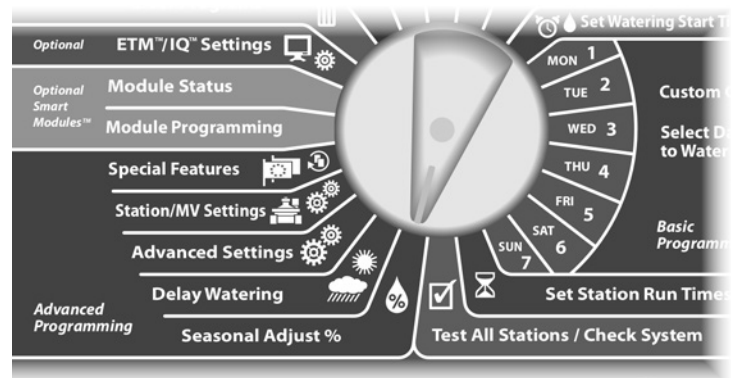 Optional
ETM™/IQ™ Settings
Set Watering Start
Optional
Smart
Modules™
Module Status
Module Programming
MON 1
TUE 2
WED 3
THU 4
FRI 5
SAT 6
SUN 7
Custom
Select
to Water
Special Features
Station/MV Settings
Advanced Settings
Delay Watering
Basic
Advanced
Programming
Seasonal Adjust %
%
Set Station Run Times
Test All Stations / Check System